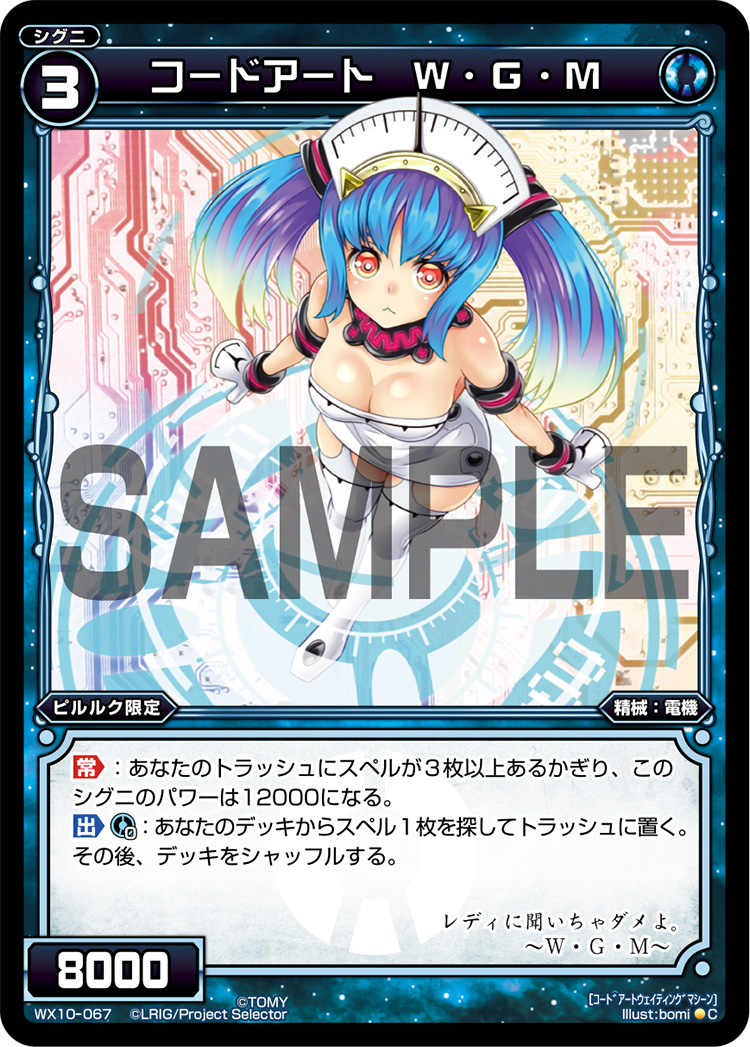 シグニ
3
コードアート Ｗ・Ｇ・Ｍ
SAMPLE
ピルルク限定
精械：電機
常：あなたのトラッシュにスペルが３枚以上あるかぎり、この
シグニのパワーは12000になる。
出 0：あなたのデッキからスペル１枚を探してトラッシュに置く。
その後、デッキをシャッフルする。
レディに聞いちゃダメよ。
～Ｗ・Ｇ・Ｍ～
8000
WX10-067 ©LRIG/Project Selector
©TOMY
[コードアートウェイティングマシーン]
Illust:bomi C